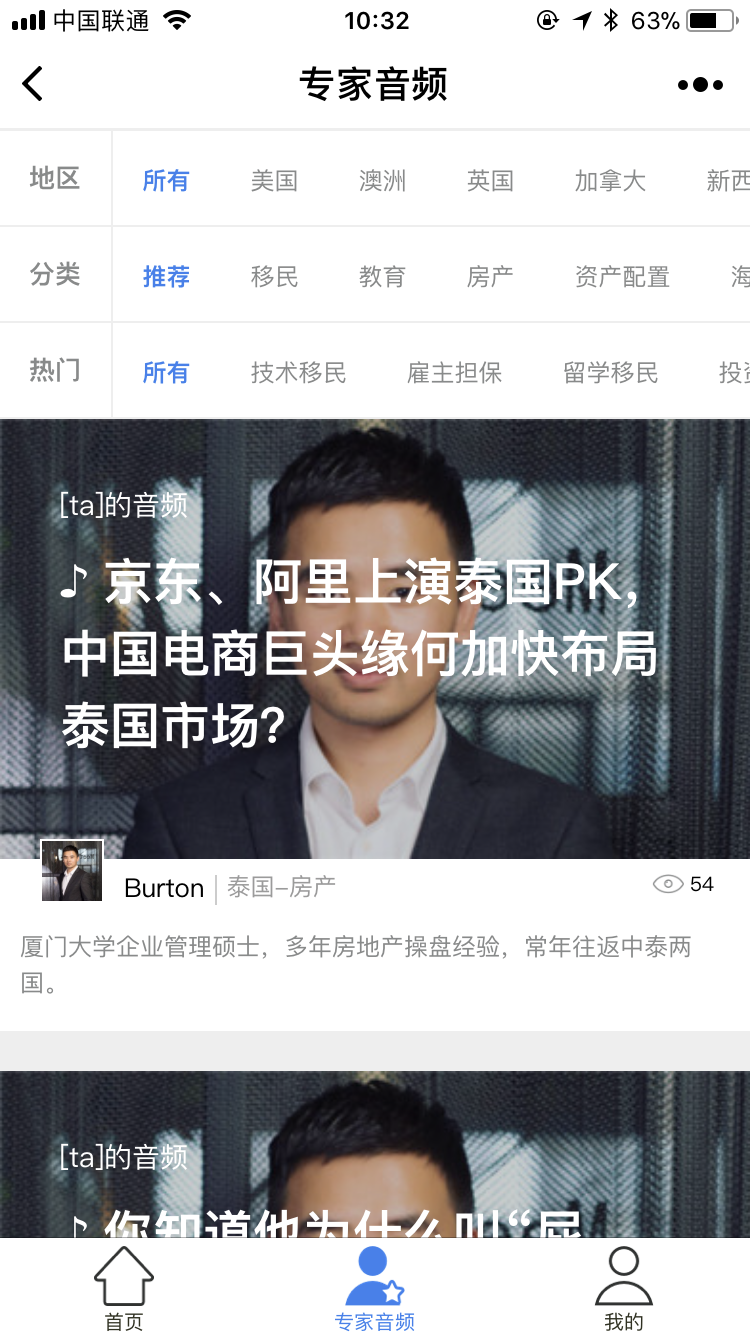 中国联通 10:32 63%
专家音频
地区 所有 美国 澳洲 英国 加拿大 新西
分类 推荐 移民 教育 房产 资产配置 海
热门 所有 技术移民 雇主担保 留学移民 投资
[ta]的音频
♪ 京东、阿里上演泰国PK，
中国电商巨头缘何加快布局
泰国市场？
Burton 泰国-房产 54
厦门大学企业管理硕士，多年房地产操盘经验，常年往返中泰两
国。
[ta]的音频
♪ 你知道他为什么叫“屌
首页 专家音频 我的